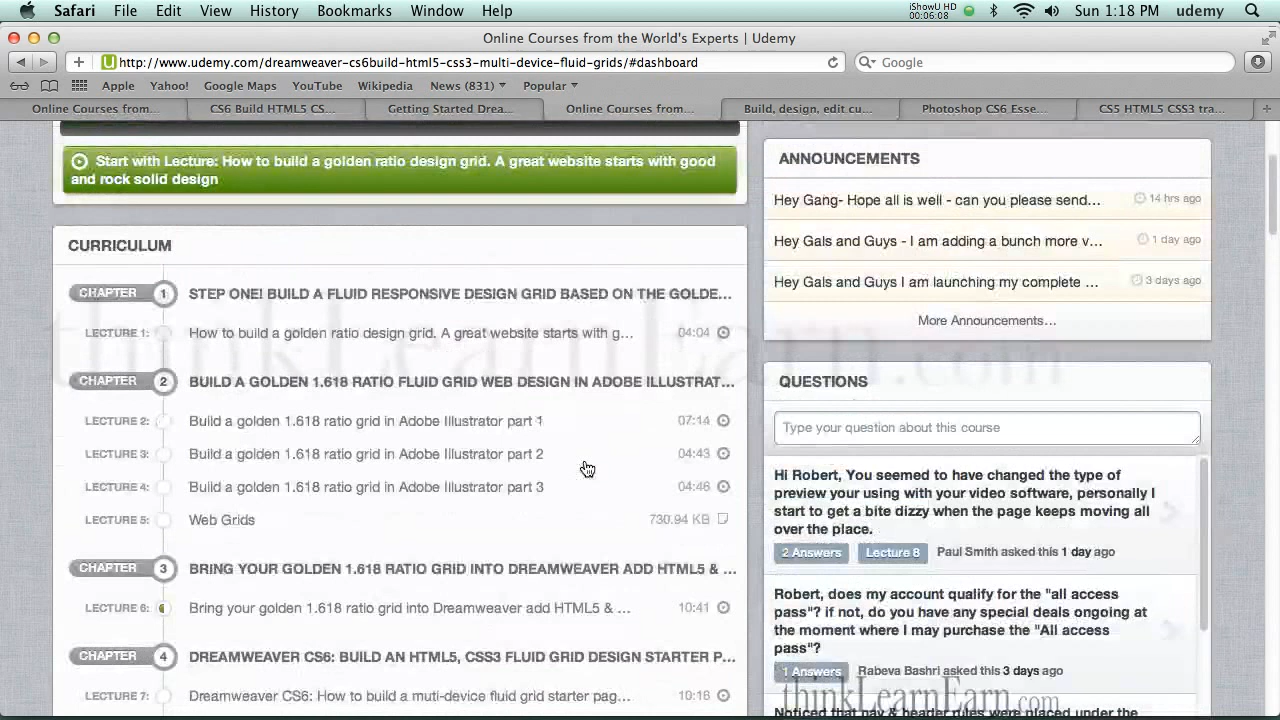 Safari File Edit View History Bookmarks Window Help
iShowU HD
00:06:08
Sun 1:18 PM udemy
Online Courses from the World's Experts | Udemy
http://www.udemy.com/dreamweaver-cs6build-html5-css3-multi-device-fluid-grids/#dashboard
Google
Apple Yahoo! Google Maps YouTube Wikipedia News (831) Popular
Online Courses from... CS6 Build HTML5 CS... Getting Started Drea... Online Courses from... Build, design, edit cu... Photoshop CS6 Esse... CS5 HTML5 CSS3 tra...
Start with Lecture: How to build a golden ratio design grid. A great website starts with good
and rock solid design
CURRICULUM
CHAPTER 1 STEP ONE! BUILD A FLUID RESPONSIVE DESIGN GRID BASED ON THE GOLDE...
LECTURE 1: How to build a golden ratio design grid. A great website starts with g... 04:04
CHAPTER 2 BUILD A GOLDEN 1.618 RATIO FLUID GRID WEB DESIGN IN ADOBE ILLUSTRAT...
LECTURE 2: Build a golden 1.618 ratio grid in Adobe Illustrator part 1 07:14
LECTURE 3: Build a golden 1.618 ratio grid in Adobe Illustrator part 2 04:43
LECTURE 4: Build a golden 1.618 ratio grid in Adobe Illustrator part 3 04:46
LECTURE 5: Web Grids 730.94 KB
CHAPTER 3 BRING YOUR GOLDEN 1.618 RATIO GRID INTO DREAMWEAVER ADD HTML5 & ...
LECTURE 6: Bring your golden 1.618 ratio grid into Dreamweaver add HTML5 & ... 10:41
CHAPTER 4 DREAMWEAVER CS6: BUILD AN HTML5, CSS3 FLUID GRID DESIGN STARTER P...
LECTURE 7: Dreamweaver CS6: How to build a muti-device fluid grid starter pag... 10:18
ANNOUNCEMENTS
Hey Gang- Hope all is well - can you please send... 14 hrs ago
Hey Gals and Guys - I am adding a bunch more v... 1 day ago
Hey Gals and Guys I am launching my complete ... 3 days ago
More Announcements...
QUESTIONS
Type your question about this course
Hi Robert, You seemed to have changed the type of
preview your using with your video software, personally I
start to get a bite dizzy when the page keeps moving all
over the place.
2 Answers Lecture 8 Paul Smith asked this 1 day ago
Robert, does my account qualify for the "all access
pass"? if not, do you have any special deals ongoing at
the moment where I may purchase the "All access
pass"?
1 Answers Rabeva Bashri asked this 3 days ago
Noticed that nav & header rules were placed under the
thinkLearnEarn.com
thinkLearnEarn.com